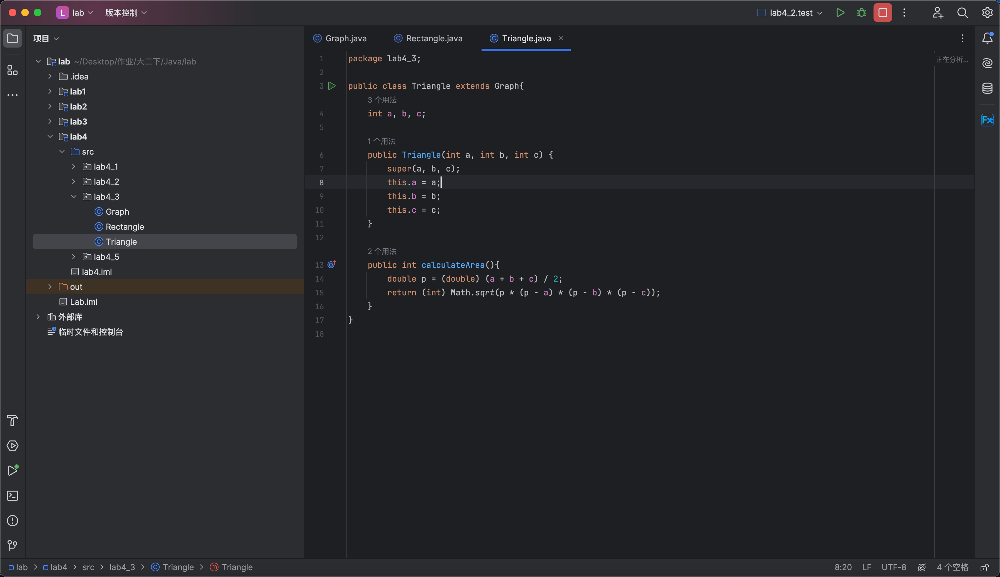 L lab 版本控制 lab4_2.test
项目
Graph.java Rectangle.java Triangle.java
lab ~/Desktop/作业/大二下/Java/lab
.idea
lab1
lab2
lab3
lab4
src
lab4_1
lab4_2
lab4_3
Graph
Rectangle
Triangle
lab4_5
lab4.iml
out
Lab.iml
外部库
临时文件和控制台
正在分析...
1 package lab4_3;
2
3 public class Triangle extends Graph{
3 个用法
4 int a, b, c;
5
1 个用法
6 public Triangle(int a, int b, int c) {
7 super(a, b, c);
8 this.a = a;
9 this.b = b;
10 this.c = c;
11 }
12
2 个用法
13 public int calculateArea(){
14 double p = (double) (a + b + c) / 2;
15 return (int) Math.sqrt(p * (p - a) * (p - b) * (p - c));
16 }
17 }
18
Fx
lab > lab4 > src > lab4_3 > C Triangle > m Triangle
8:20 LF UTF-8 4 个空格